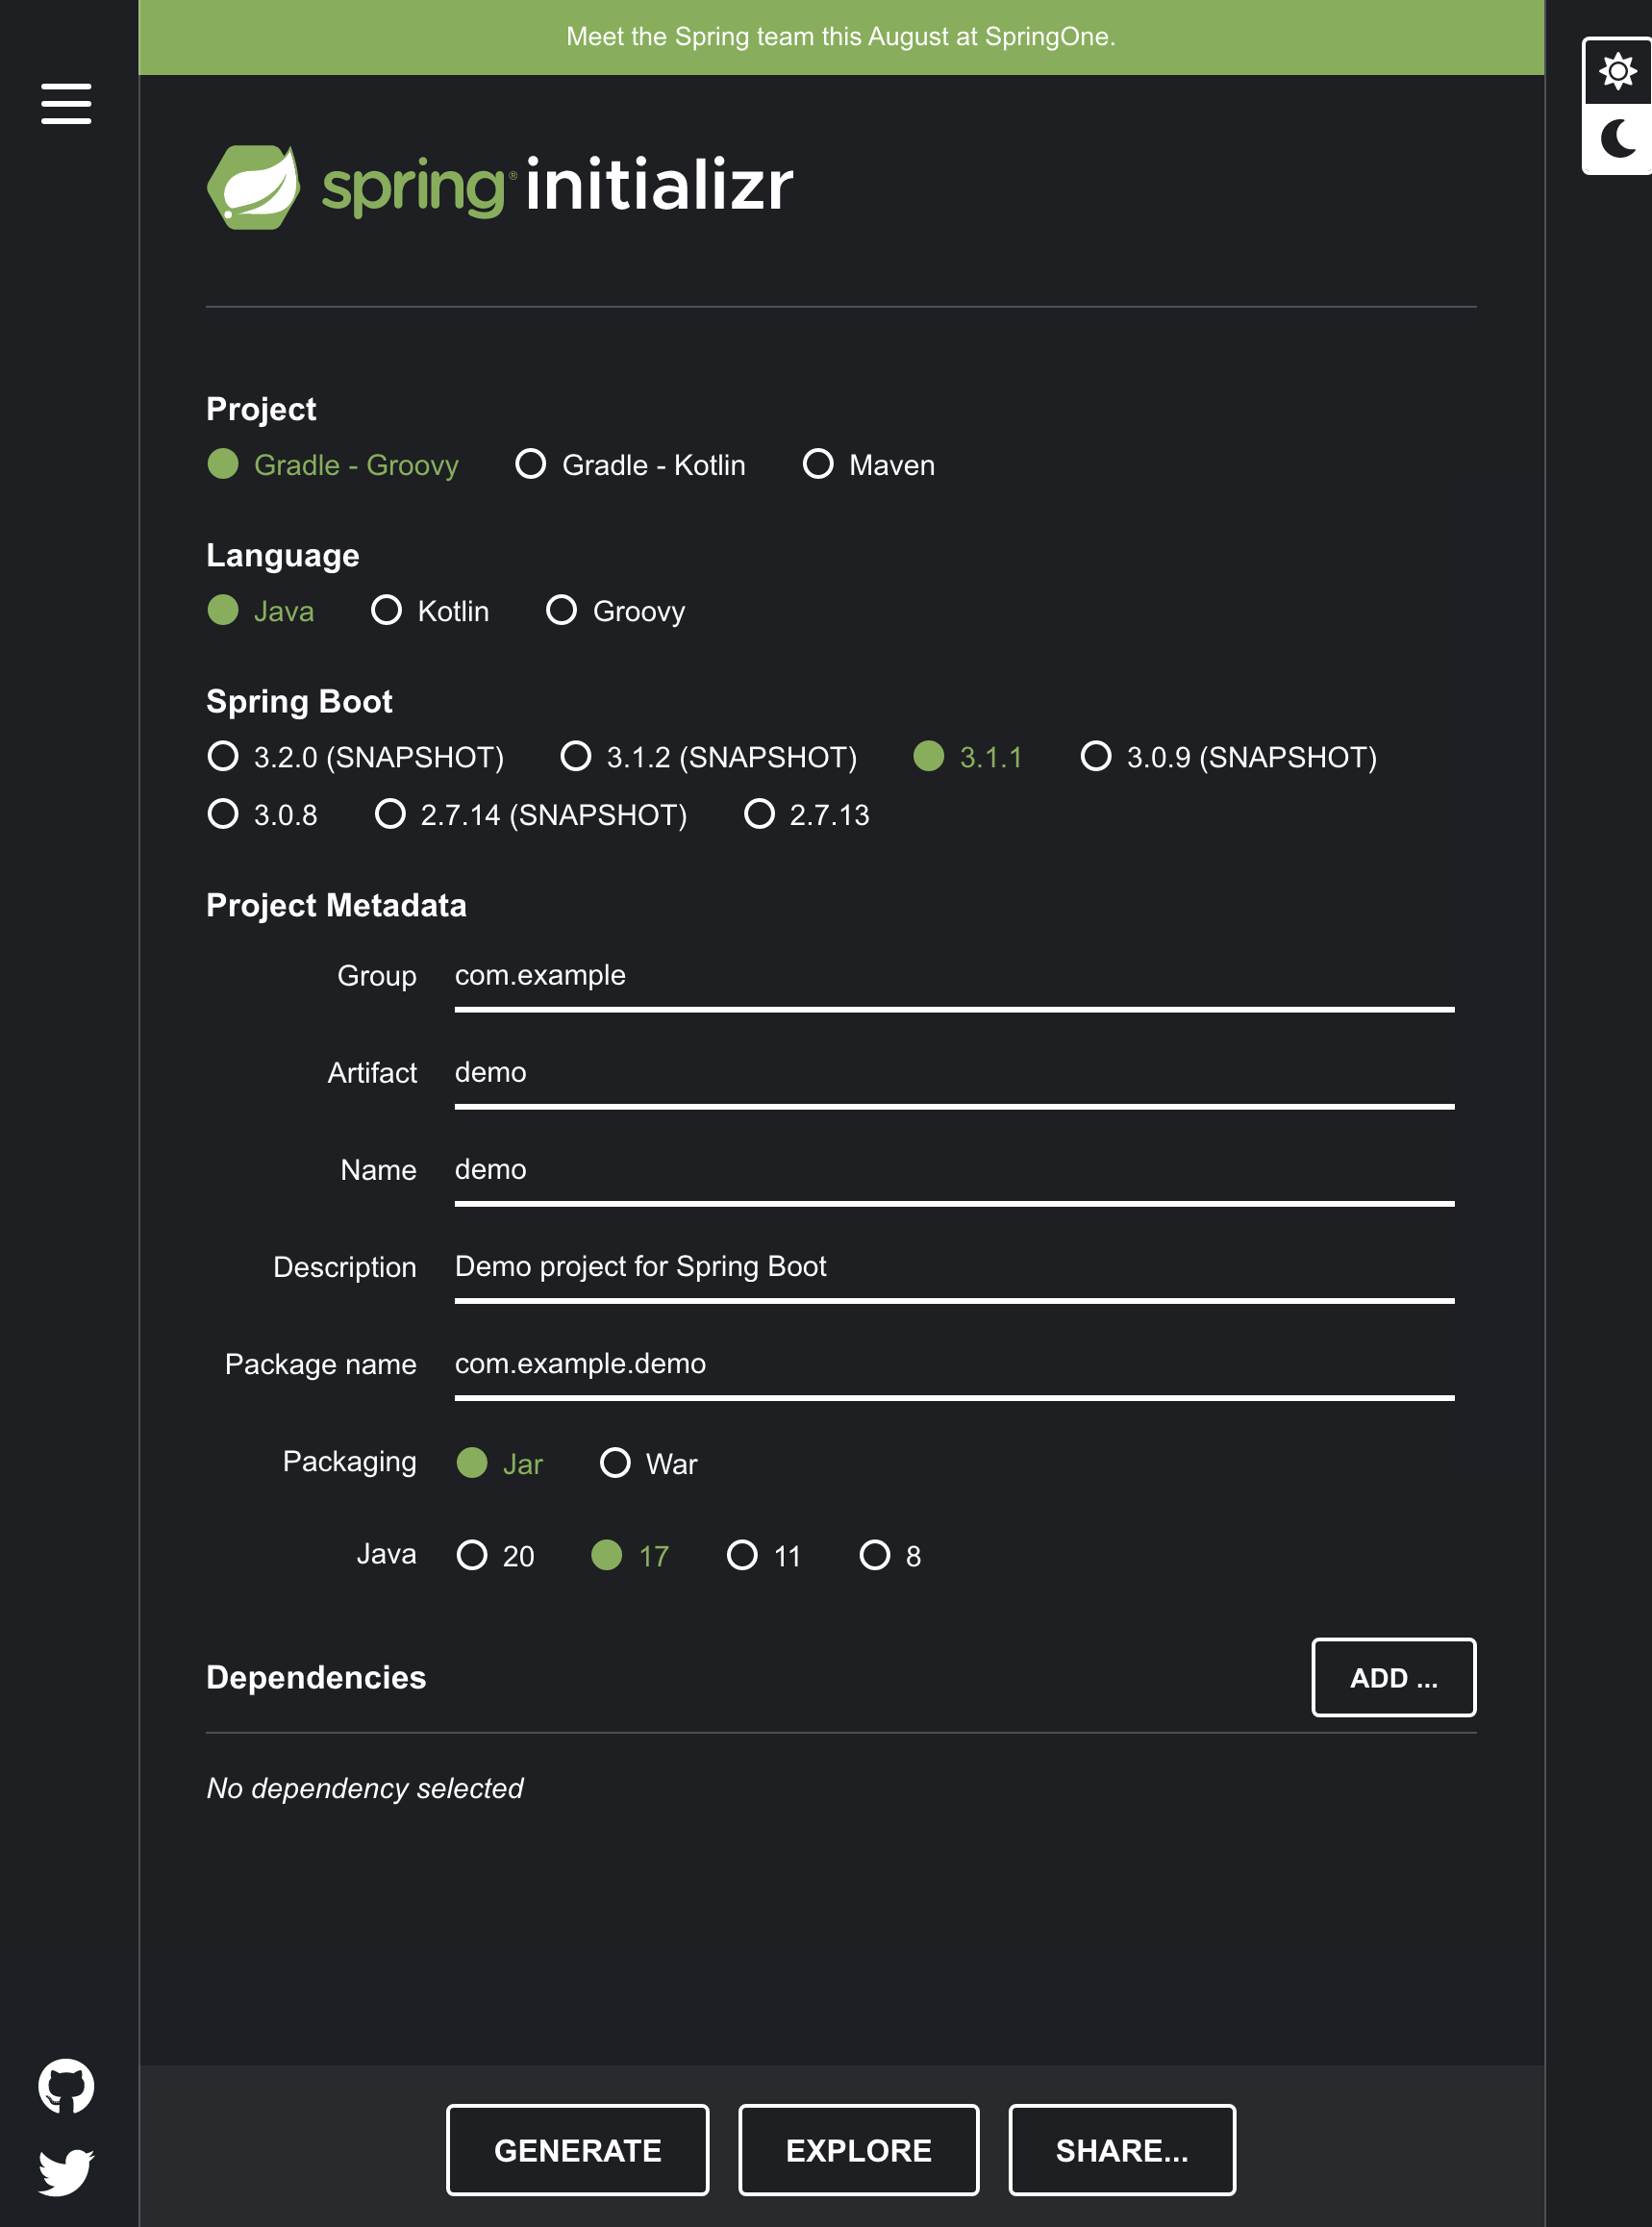 Meet the Spring team this August at SpringOne.
spring® initializr
Project
Gradle - Groovy Gradle - Kotlin Maven
Language
Java Kotlin Groovy
Spring Boot
3.2.0 (SNAPSHOT) 3.1.2 (SNAPSHOT) 3.1.1 3.0.9 (SNAPSHOT)
3.0.8 2.7.14 (SNAPSHOT) 2.7.13
Project Metadata
Group com.example
Artifact demo
Name demo
Description Demo project for Spring Boot
Package name com.example.demo
Packaging Jar War
Java 20 17 11 8
Dependencies ADD ...
No dependency selected
GENERATE EXPLORE SHARE...